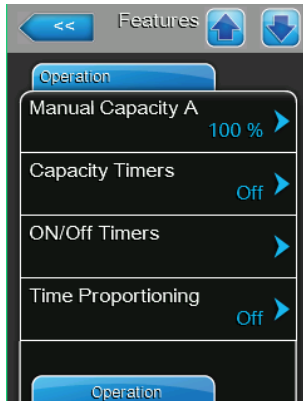 << Features
Operation
Manual Capacity A
100 %
Capacity Timers
Off
ON/Off Timers
Time Proportioning
Off
Operation